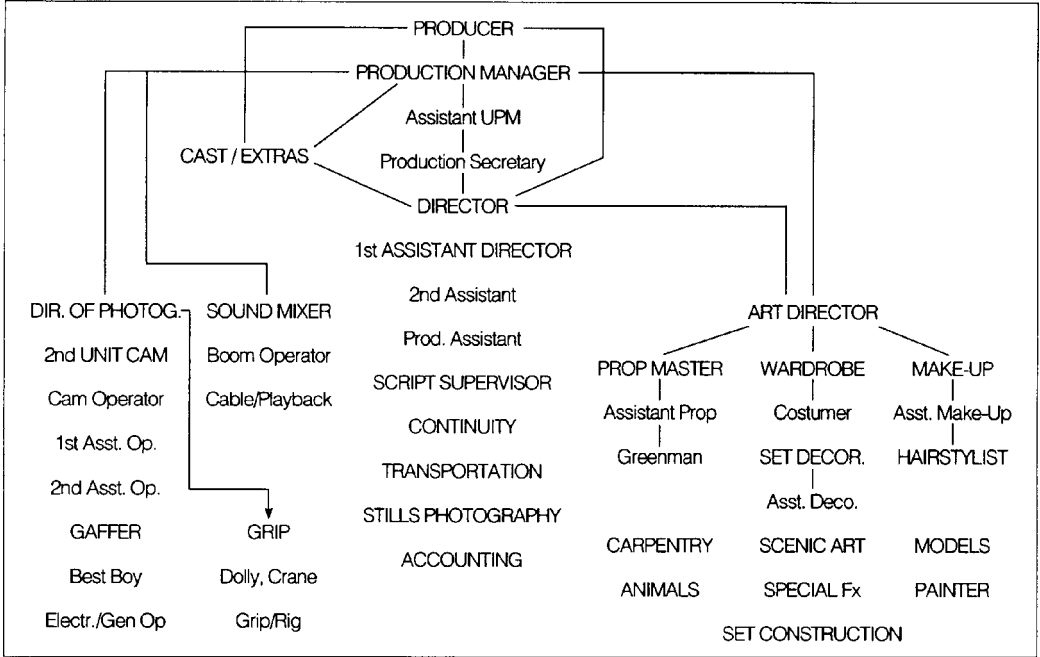 PRODUCER
PRODUCTION MANAGER
Assistant UPM
CAST / EXTRAS
Production Secretary
DIRECTOR
1st ASSISTANT DIRECTOR
2nd Assistant
Prod. Assistant
SCRIPT SUPERVISOR
CONTINUITY
TRANSPORTATION
STILLS PHOTOGRAPHY
ACCOUNTING
DIR. OF PHOTOG.
2nd UNIT CAM
Cam Operator
1st Asst. Op.
2nd Asst. Op.
GAFFER
Best Boy
Electr./Gen Op
SOUND MIXER
Boom Operator
Cable/Playback
GRIP
Dolly, Crane
Grip/Rig
ART DIRECTOR
PROP MASTER
Assistant Prop
Greenman
WARDROBE
Costumer
SET DECOR.
Asst. Deco.
MAKE-UP
Asst. Make-Up
HAIRSTYLIST
CARPENTRY
SCENIC ART
MODELS
ANIMALS
SPECIAL Fx
PAINTER
SET CONSTRUCTION